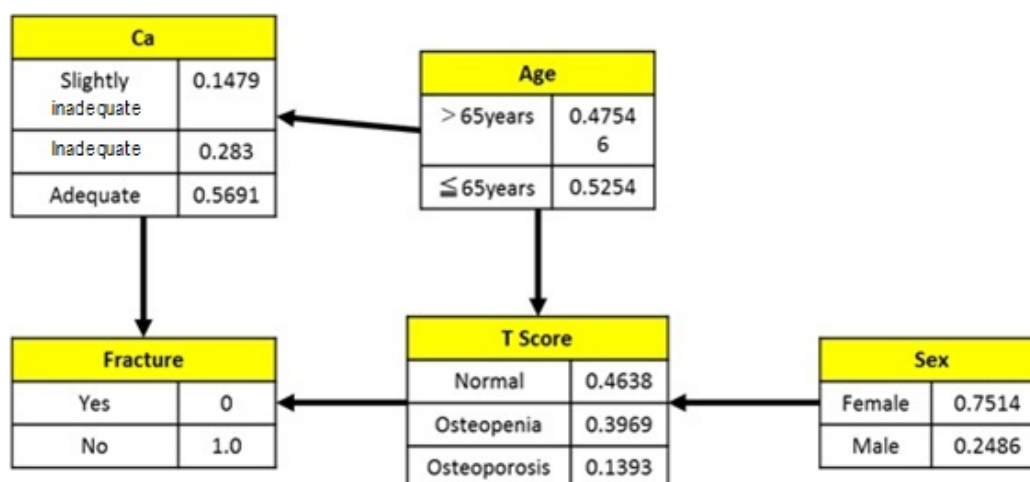 Ca
Slightly 0.1479
inadequate
Inadequate 0.283
Adequate 0.5691
Age
>65years 0.4754
6
≦65years 0.5254
Fracture
Yes 0
No 1.0
T Score
Normal 0.4638
Osteopenia 0.3969
Osteoporosis 0.1393
Sex
Female 0.7514
Male 0.2486